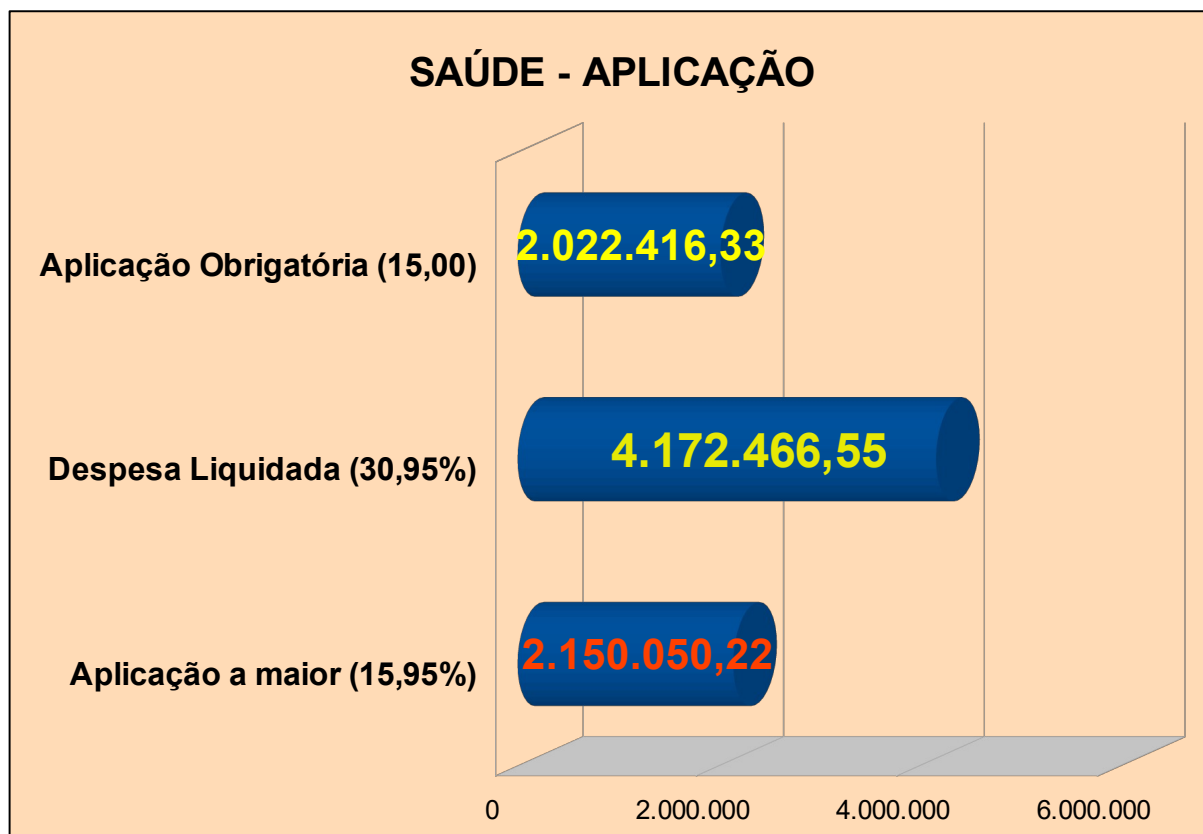 SAÚDE - APLICAÇÃO
Aplicação Obrigatória (15,00)
2.022.416,33
Despesa Liquidada (30,95%)
4.172.466,55
Aplicação a maior (15,95%)
2.150.050,22
0 2.000.000 4.000.000 6.000.000